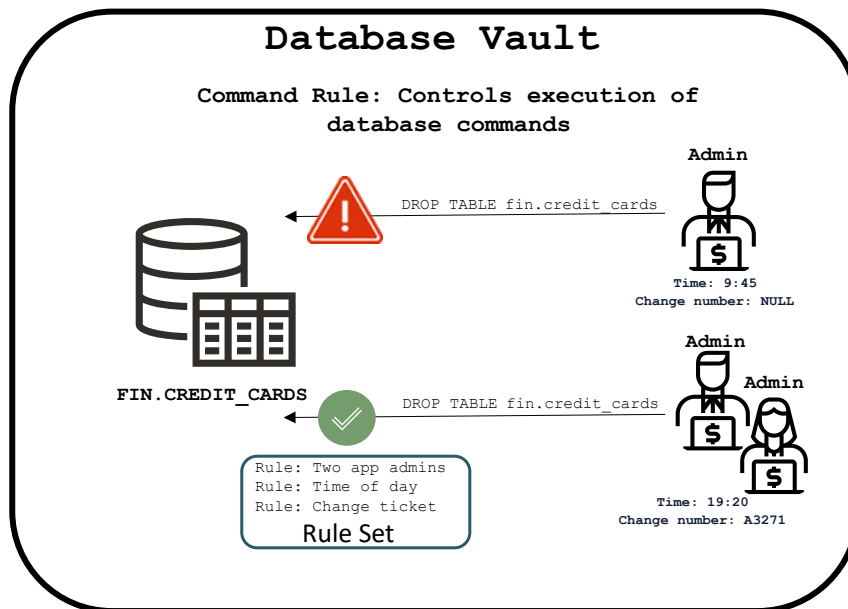 Database Vault
Command Rule: Controls execution of
database commands
Admin
DROP TABLE fin.credit_cards
$
Time: 9:45
Change number: NULL
Admin
Admin
FIN.CREDIT_CARDS
DROP TABLE fin.credit_cards
$
$
Rule: Two app admins
Rule: Time of day
Rule: Change ticket
Rule Set
Time: 19:20
Change number: A3271